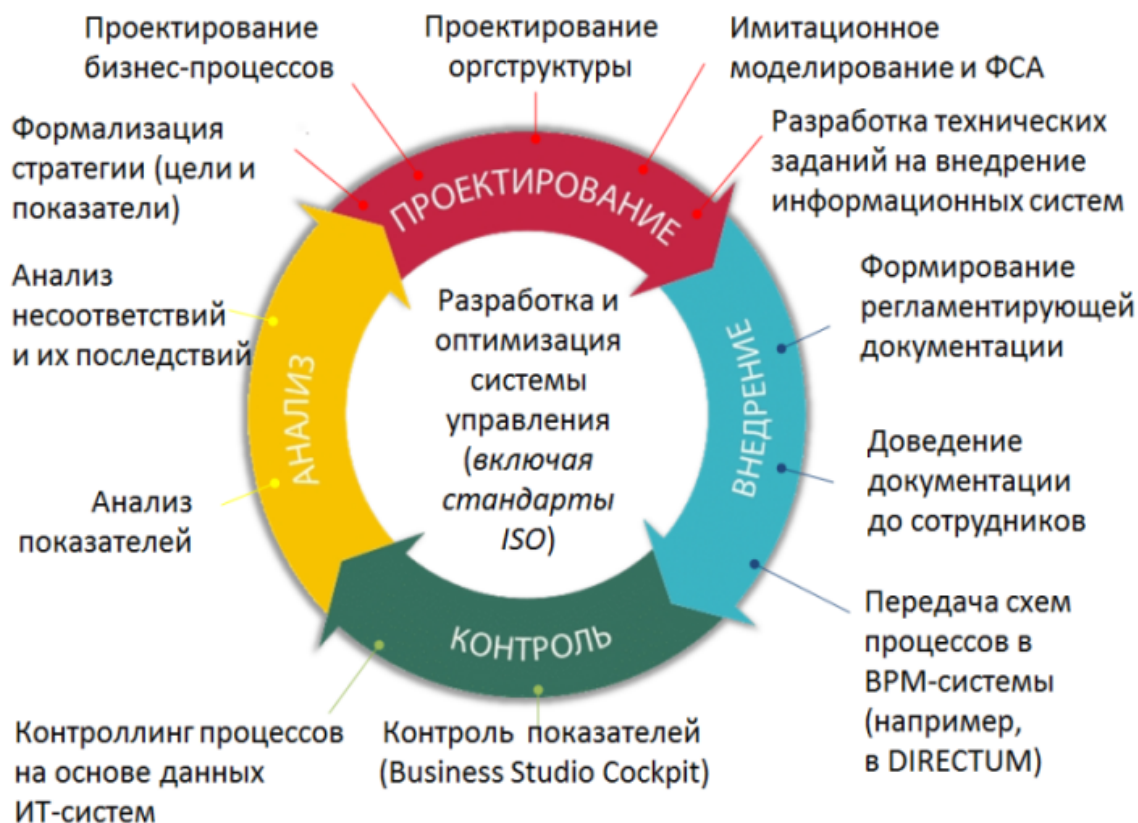 Проектирование
бизнес-процессов
Проектирование
оргструктуры
Имитационное
моделирование и ФСА
Формализация
стратегии (цели и
показатели)
Разработка технических
заданий на внедрение
информационных систем
ПРОЕКТИРОВАНИЕ
Анализ
несоответствий
и их последствий
Анализ
показателей
АНАЛИЗ
Разработка и
оптимизация
системы
управления
(включая
стандарты
ISO)
ВНЕДРЕНИЕ
Формирование
регламентирующей
документации
Доведение
документации
до сотрудников
Передача схем
процессов в
BPM-системы
(например,
в DIRECTUM)
КОНТРОЛЬ
Контроллинг процессов
на основе данных
ИТ-систем
Контроль показателей
(Business Studio Cockpit)